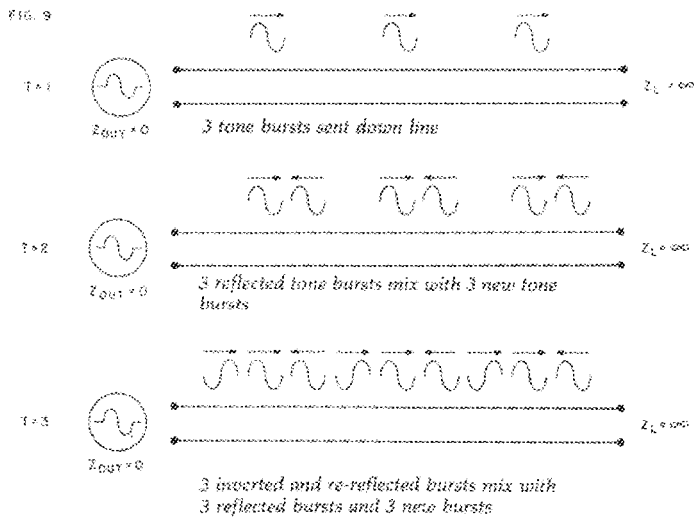 FIG. 9
T=1
Z_OUT=0
Z_L=∞
3 tone bursts sent down line
T=2
Z_OUT=0
Z_L=∞
3 reflected tone bursts mix with 3 new tone
bursts
T=3
Z_OUT=0
Z_L=∞
3 inverted and re-reflected bursts mix with
3 reflected bursts and 3 new bursts